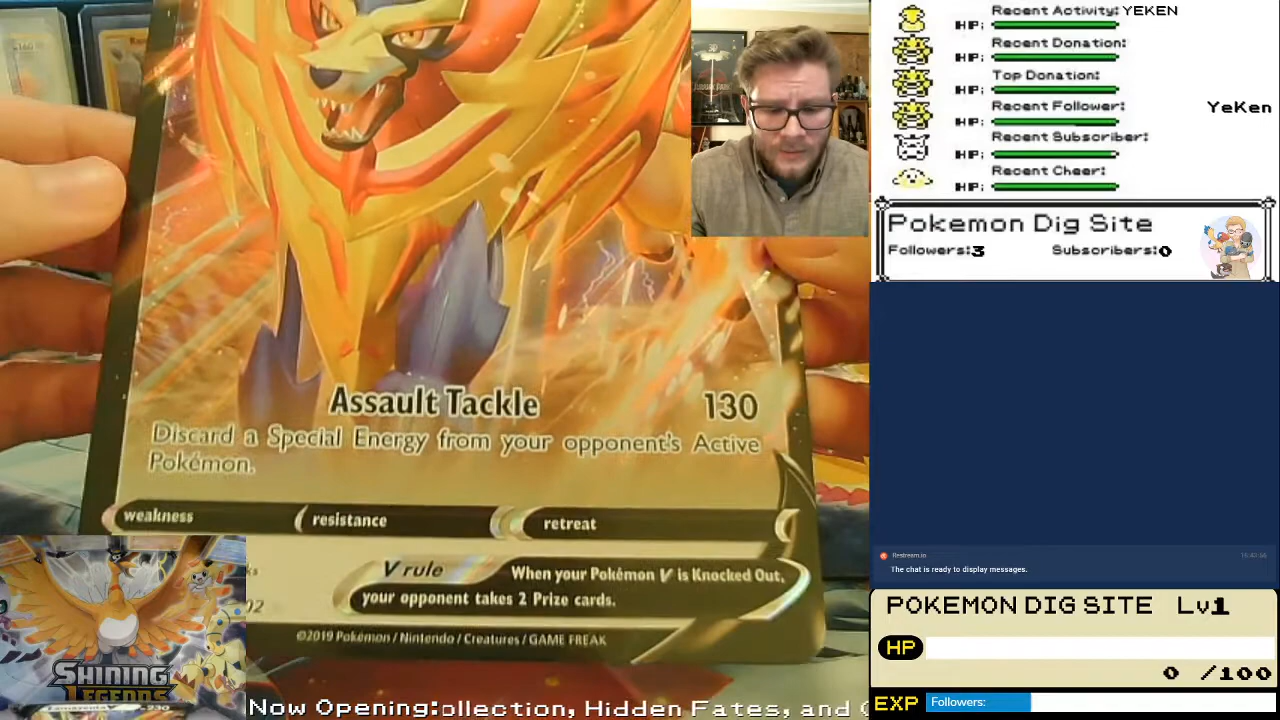 Recent Activity: YEKEN
HP:
Recent Donation:
HP:
Top Donation:
HP:
Recent Follower: YeKen
HP:
Recent Subscriber:
HP:
Recent Cheer:
HP:
Pokemon Dig Site
Followers:3 Subscribers:0
Assault Tackle 130
Discard a Special Energy from your opponent's Active
Pokémon.
weakness resistance retreat
V rule When your Pokémon V is Knocked Out,
your opponent takes 2 Prize cards.
©2019 Pokémon / Nintendo / Creatures / GAME FREAK
SHINING
LEGENDS
230
Restream.io
The chat is ready to display messages.
POKEMON DIG SITE Lv1
HP
0 /100
EXP Followers:
Now Opening:ollection, Hidden Fates, and